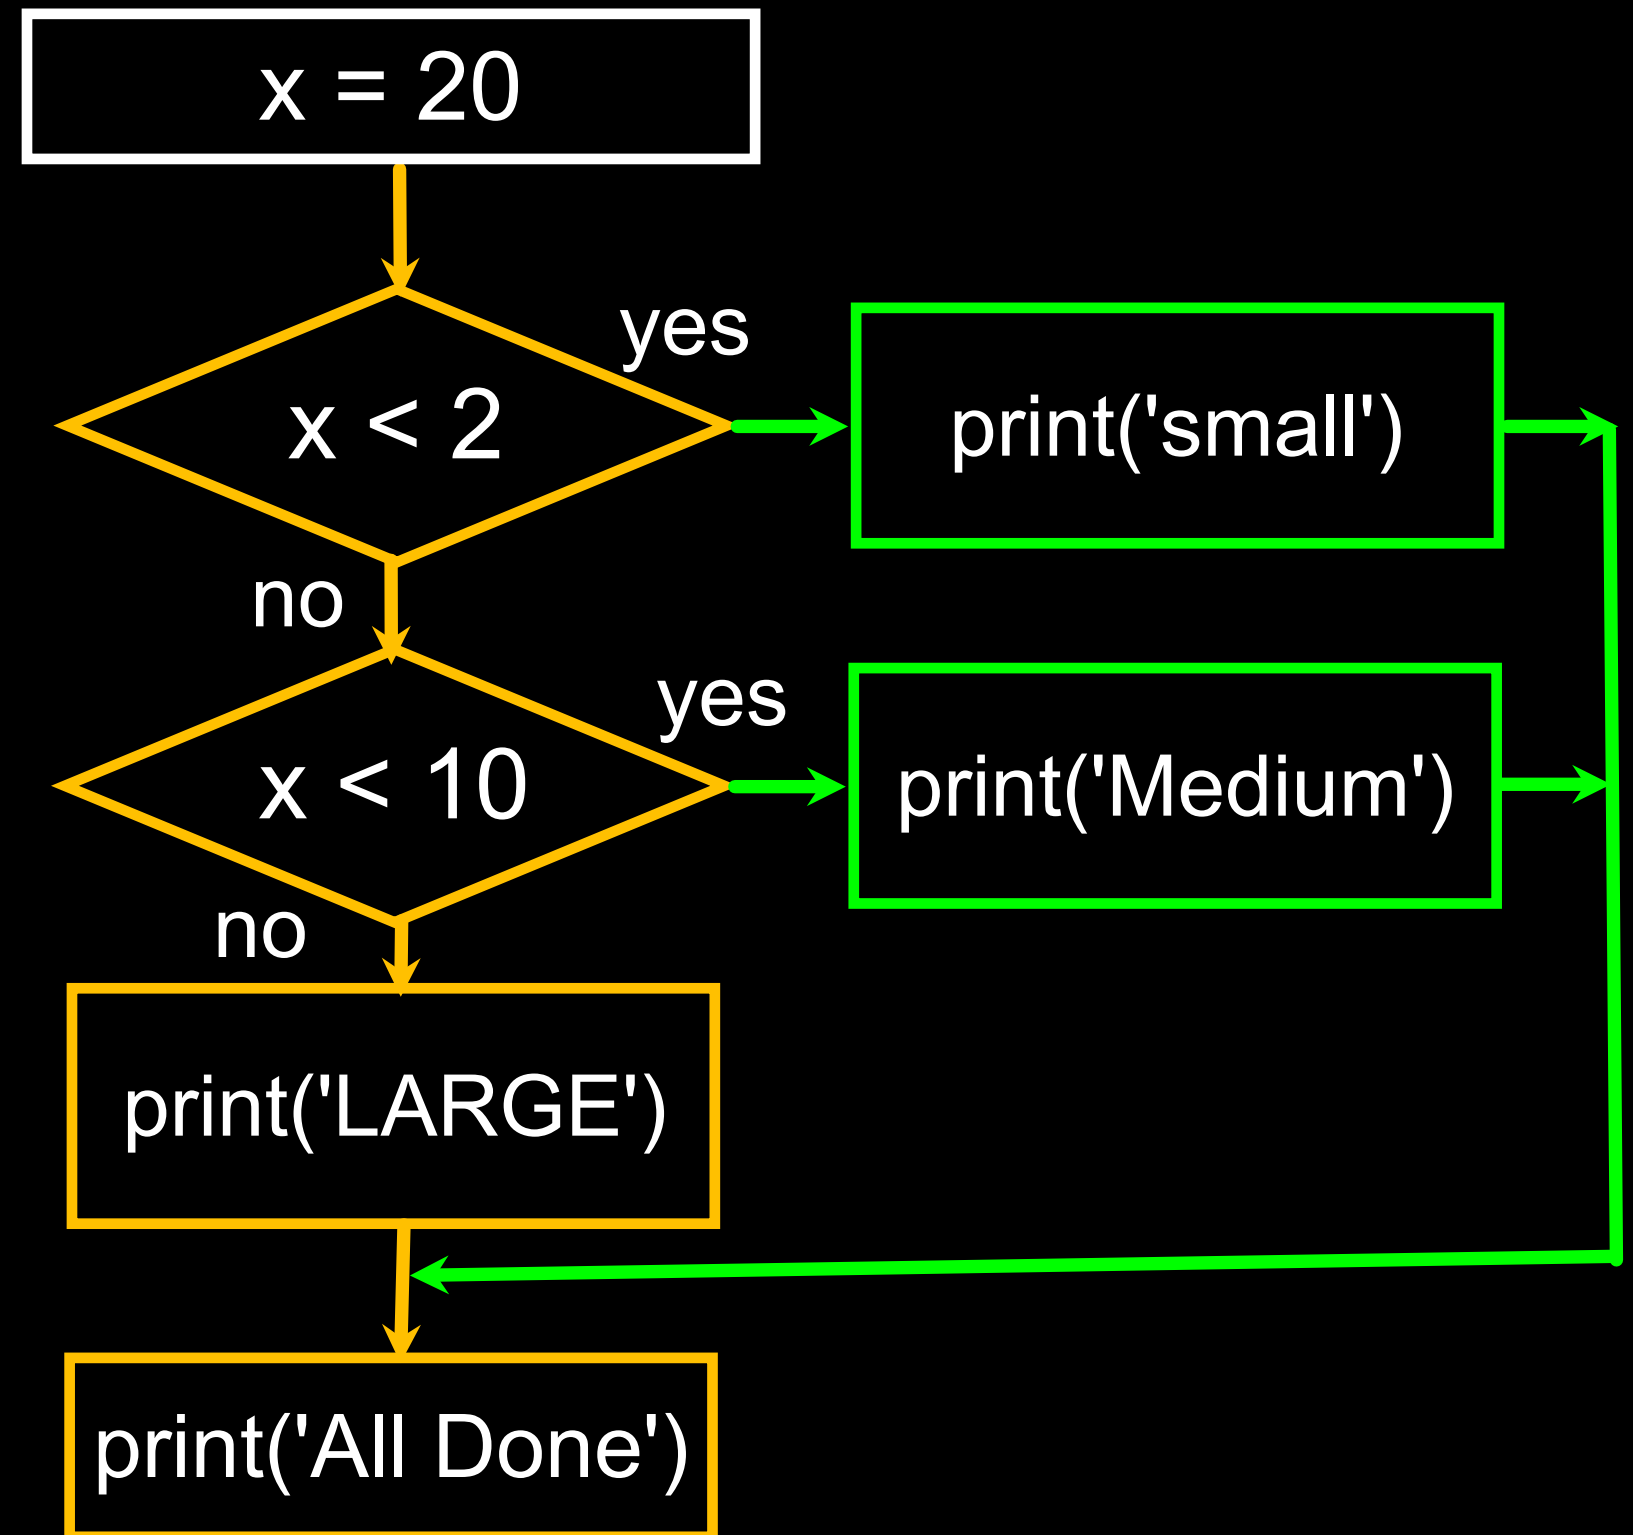 x = 20
yes
x < 2
print('small')
no
yes
x < 10
print('Medium')
no
print('LARGE')
print('All Done')